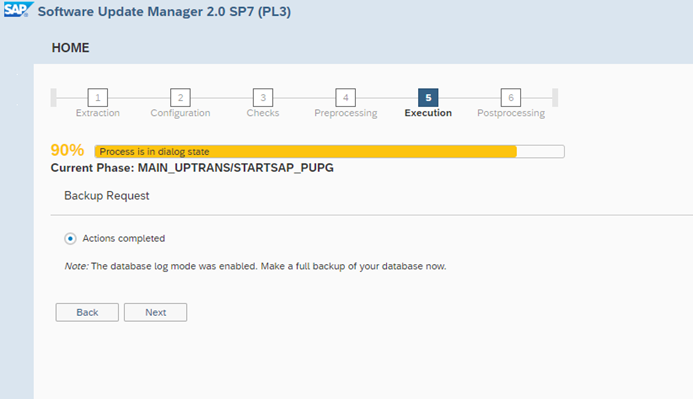 SAP Software Update Manager 2.0 SP7 (PL3)
HOME
1 2 3 4 5 6
Extraction Configuration Checks Preprocessing Execution Postprocessing
90% Process is in dialog state
Current Phase: MAIN_UPTRANS/STARTSAP_PUPG
Backup Request
Actions completed
Note: The database log mode was enabled. Make a full backup of your database now.
Back Next